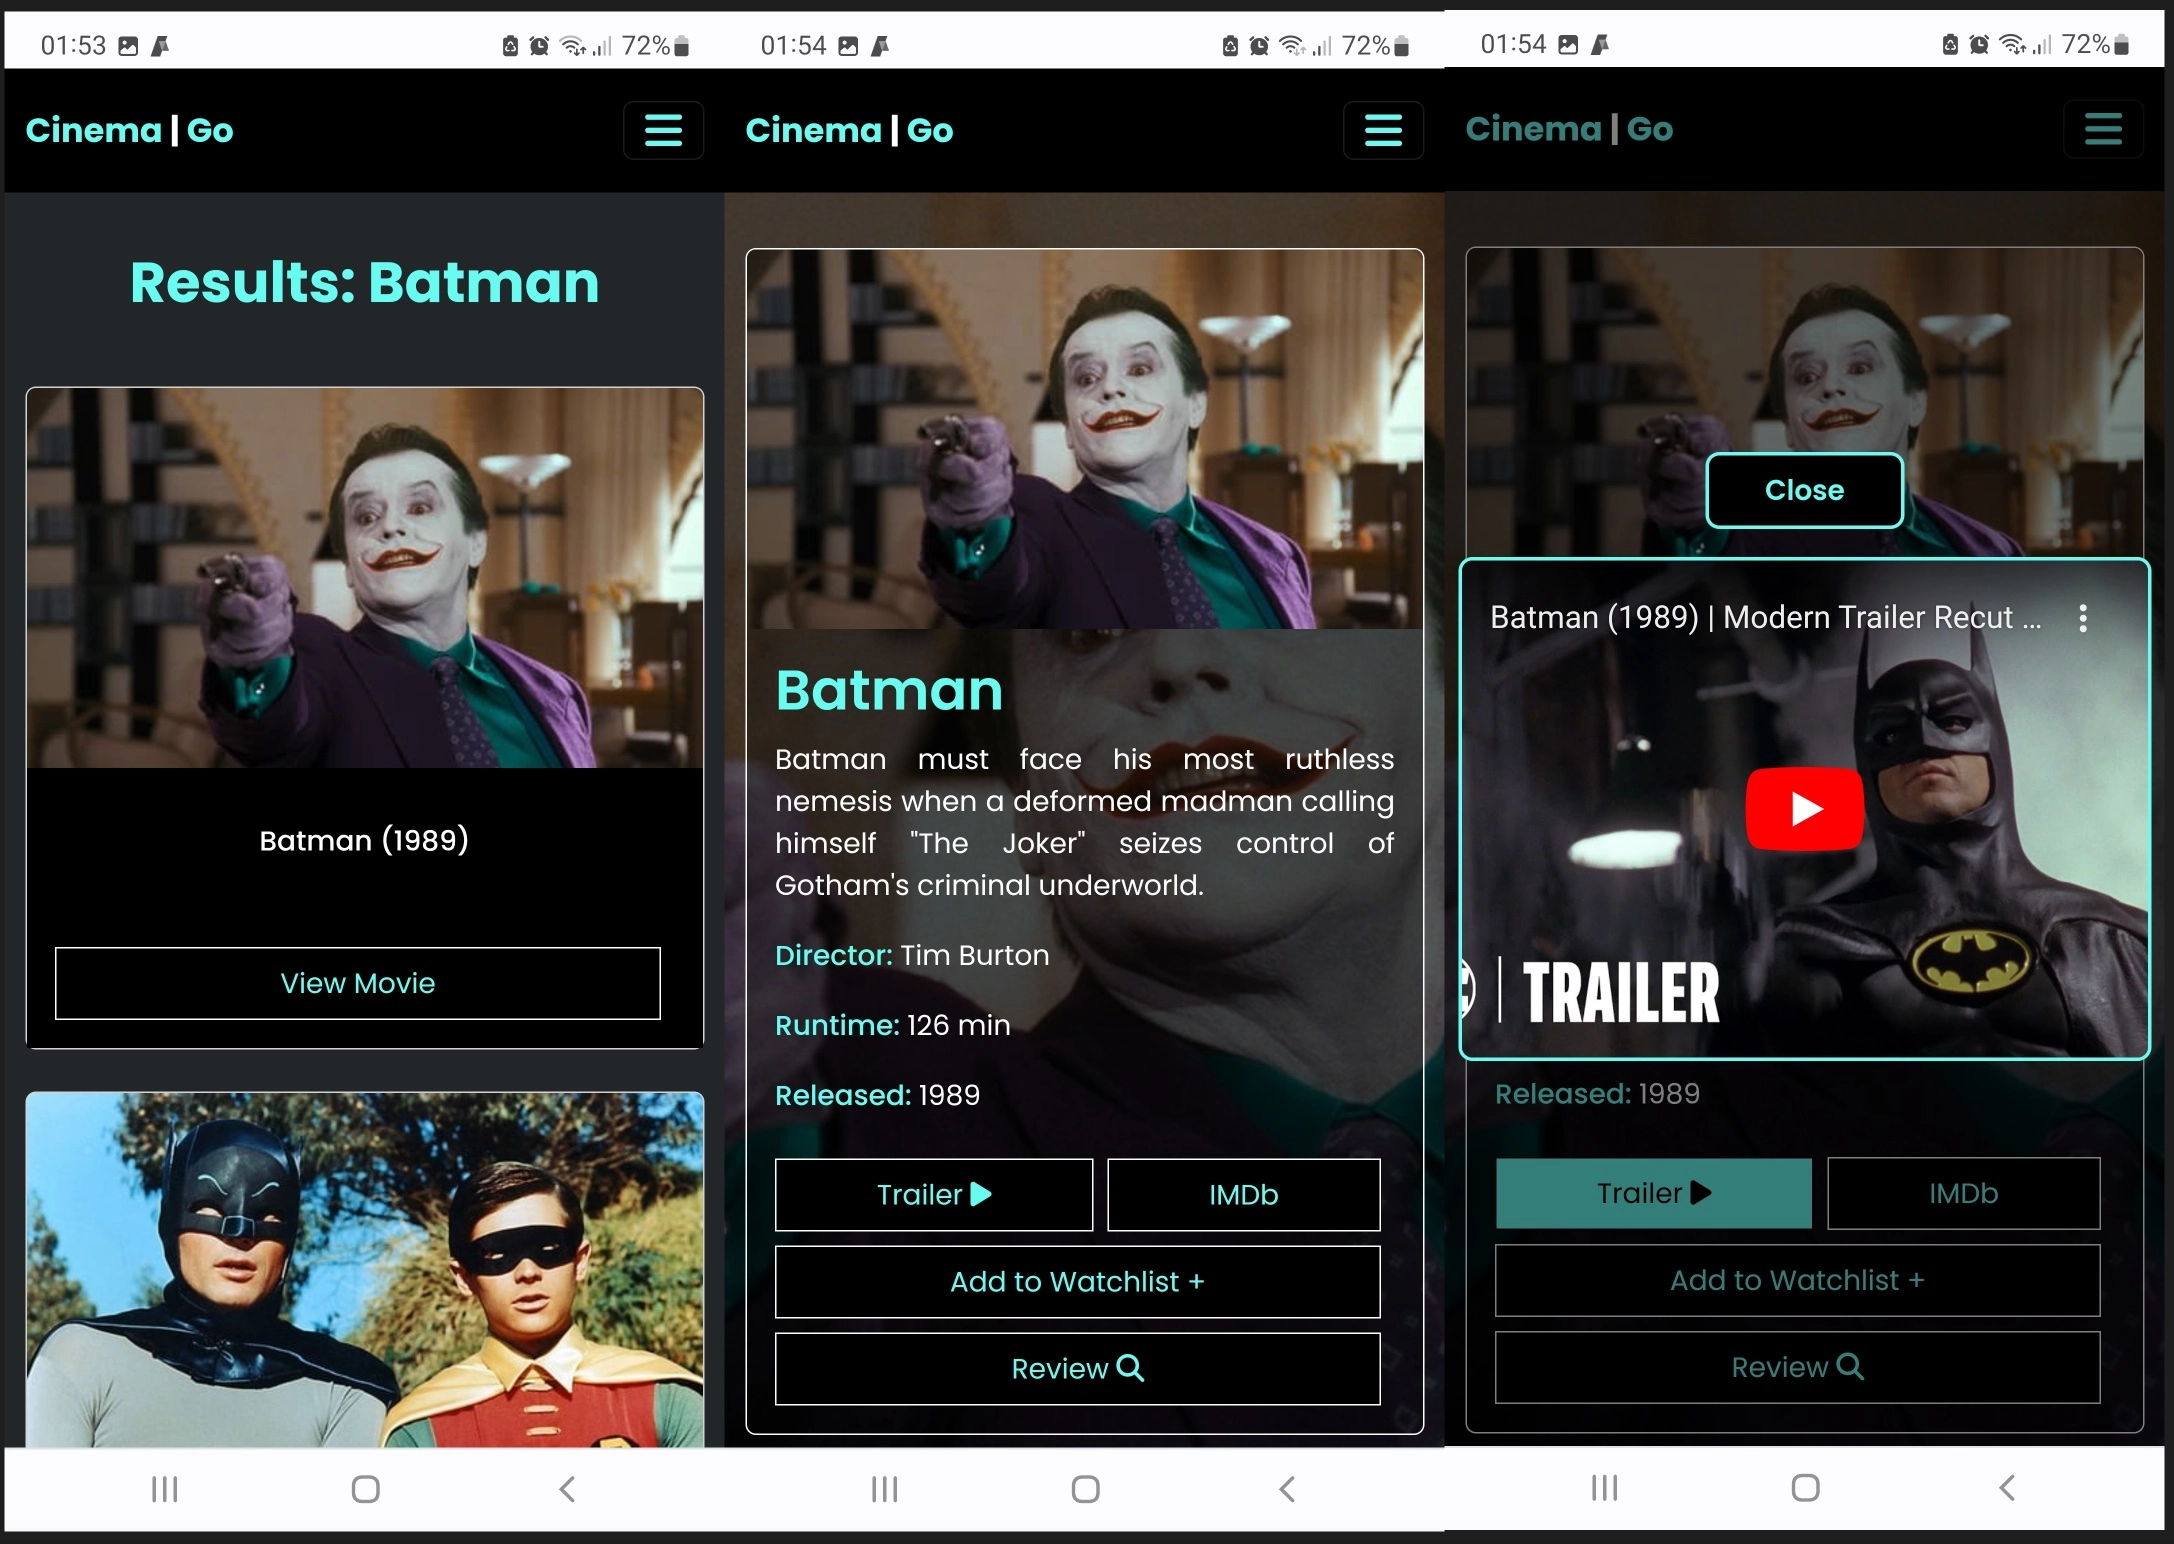 01:53
72%
Cinema | Go
Results: Batman
Batman (1989)
View Movie
01:54
72%
Cinema | Go
Batman
Batman must face his most ruthless
nemesis when a deformed madman calling
himself "The Joker" seizes control of
Gotham's criminal underworld.
Director: Tim Burton
Runtime: 126 min
Released: 1989
Trailer
IMDb
Add to Watchlist +
Review
01:54
72%
Cinema | Go
Close
Batman (1989) | Modern Trailer Recut ...
TRAILER
Released: 1989
Trailer
IMDb
Add to Watchlist +
Review